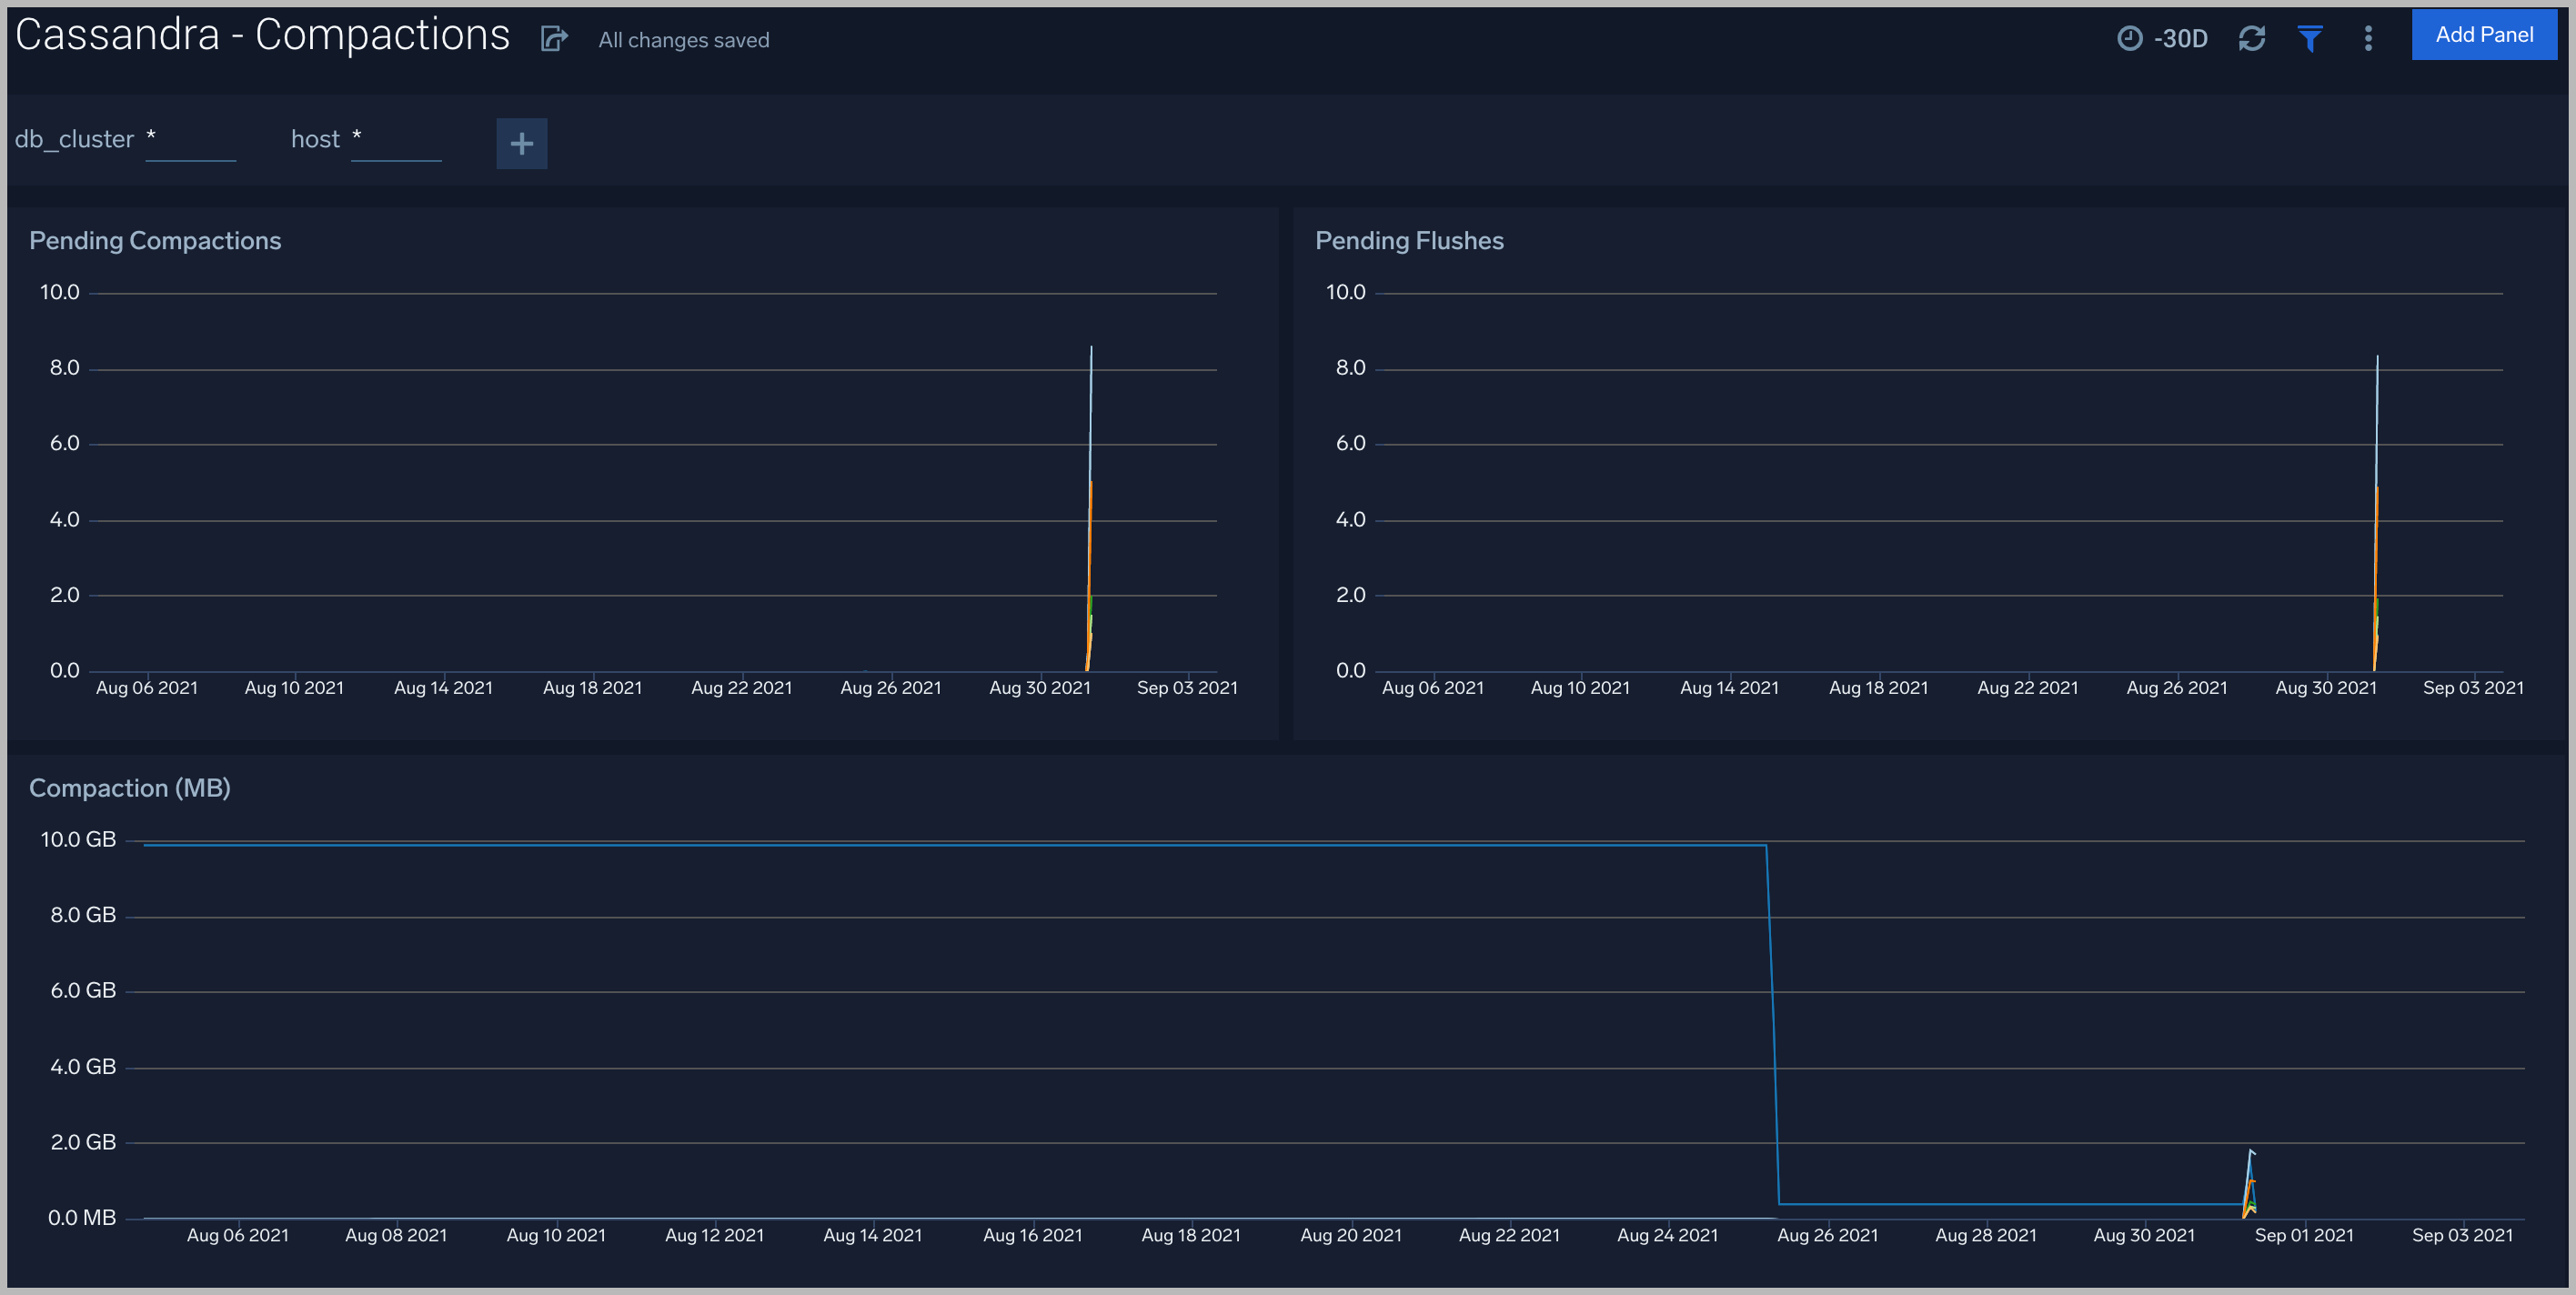 Cassandra - Compactions All changes saved -30D Add Panel
db_cluster * host * +
Pending Compactions
10.0
8.0
6.0
4.0
2.0
0.0
Aug 06 2021 Aug 10 2021 Aug 14 2021 Aug 18 2021 Aug 22 2021 Aug 26 2021 Aug 30 2021 Sep 03 2021
Pending Flushes
10.0
8.0
6.0
4.0
2.0
0.0
Aug 06 2021 Aug 10 2021 Aug 14 2021 Aug 18 2021 Aug 22 2021 Aug 26 2021 Aug 30 2021 Sep 03 2021
Compaction (MB)
10.0 GB
8.0 GB
6.0 GB
4.0 GB
2.0 GB
0.0 MB
Aug 06 2021 Aug 08 2021 Aug 10 2021 Aug 12 2021 Aug 14 2021 Aug 16 2021 Aug 18 2021 Aug 20 2021 Aug 22 2021 Aug 24 2021 Aug 26 2021 Aug 28 2021 Aug 30 2021 Sep 01 2021 Sep 03 2021